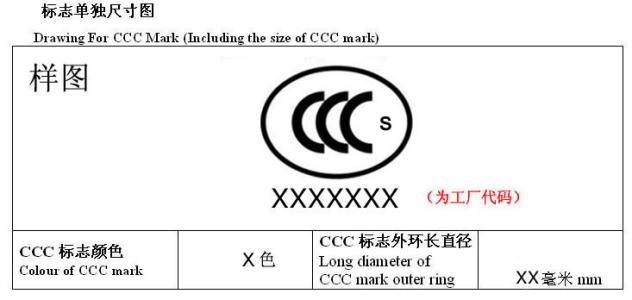 标志单独尺寸图
Drawing For CCC Mark (Including the size of CCC mark)
样图
CCC S
XXXXXXX (为工厂代码)
CCC 标志颜色
Colour of CCC mark
X 色
CCC 标志外环长直径
Long diameter of
CCC mark outer ring
XX毫米 mm